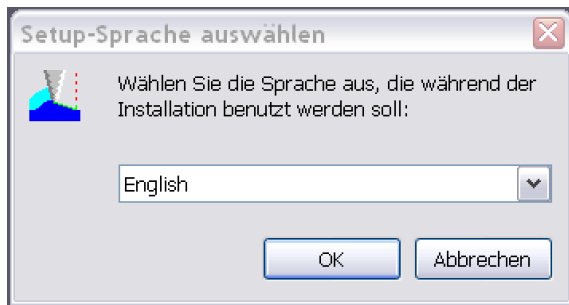 Setup-Sprache auswählen
Wählen Sie die Sprache aus, die während der
Installation benutzt werden soll:
English
OK
Abbrechen